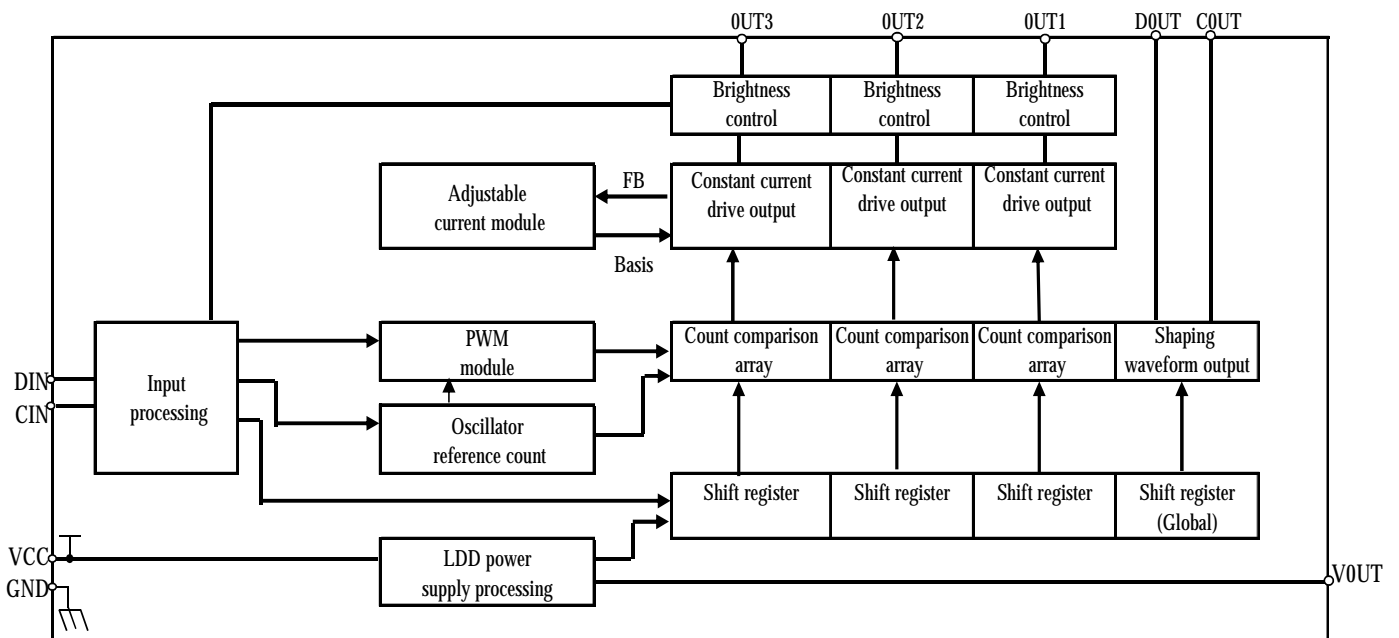 0UT3
0UT2
0UT1
D0UT
C0UT
Brightness
control
Brightness
control
Brightness
control
Adjustable
current module
FB
Basis
Constant current
drive output
Constant current
drive output
Constant current
drive output
DIN
CIN
Input
processing
PWM
module
Oscillator
reference count
Count comparison
array
Count comparison
array
Count comparison
array
Shaping
waveform output
Shift register
Shift register
Shift register
Shift register
(Global)
VCC
GND
LDD power
supply processing
V0UT